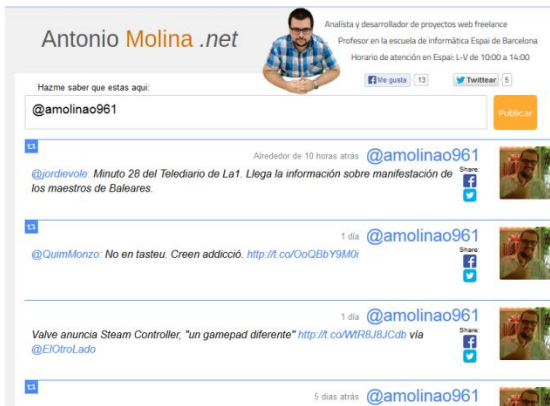 Antonio Molina .net
Analísta y desarrollador de proyectos web freelance
Profesor en la escuela de informática Espai de Barcelona
Horario de atención en Espai: L-V de 10:00 a 14:00
Me gusta 13 Twittear 5
Hazme saber que estas aqui:
@amolinao961 Publicar
Alrededor de 10 horas atrás @amolinao961
Share:
@jordievole: Minuto 28 del Telediario de La1. Llega la información sobre manifestación de
los maestros de Baleares.
1 día @amolinao961
Share:
@QuimMonzo: No en tasteu. Creen addicció. http://t.co/OoQBbY9M0i
1 día @amolinao961
Share:
Valve anuncia Steam Controller, "un gamepad diferente" http://t.co/WtR8J8JCdb vía
@ElOtroLado
5 dias atrás @amolinao961
Share: